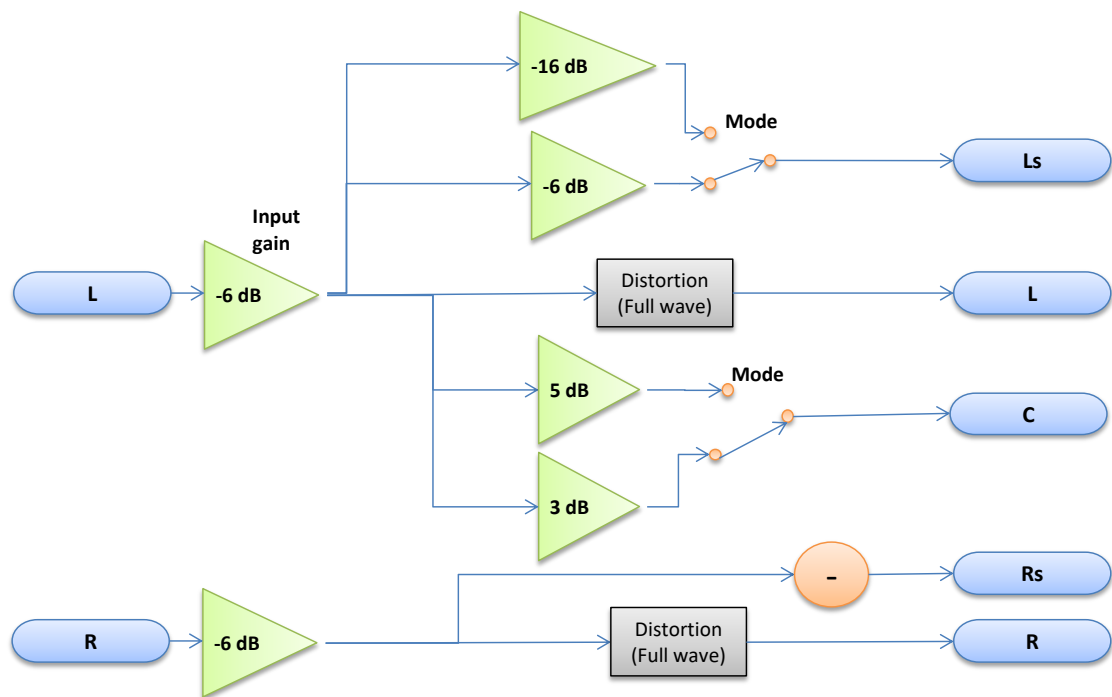 -16 dB
Mode
Ls
-6 dB
Input
gain
L
-6 dB
Distortion
(Full wave)
L
5 dB
Mode
C
3 dB
-
Rs
R
-6 dB
Distortion
(Full wave)
R